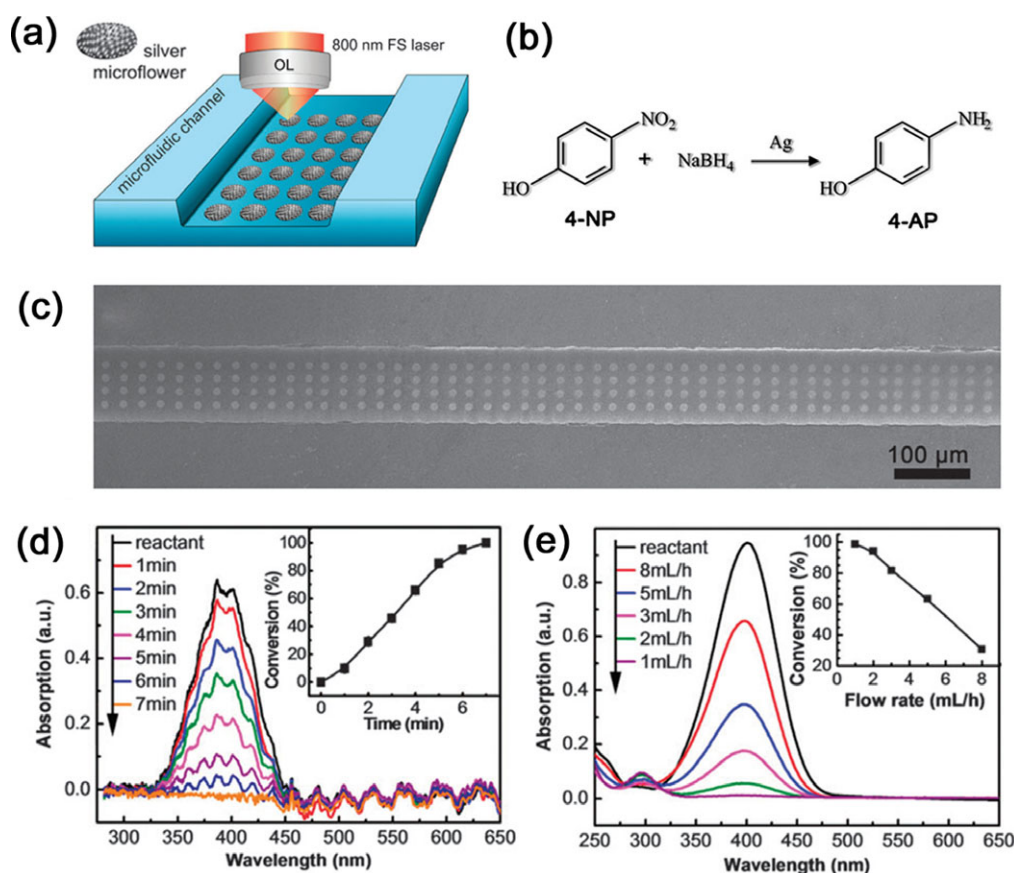 (a)
silver
microflower
800 nm FS laser
OL
microfluidic channel
(b)
NO₂
HO
4-NP
+
NaBH₄
Ag
NH₂
HO
4-AP
(c)
100 µm
(d)
Absorption (a.u.)
0.6
0.4
0.2
0.0
reactant
1min
2min
3min
4min
5min
6min
7min
Conversion (%)
100
80
60
40
20
0
0 2 4 6
Time (min)
300 350 400 450 500 550 600 650
Wavelength (nm)
(e)
Absorption (a.u.)
0.8
0.6
0.4
0.2
0.0
reactant
8mL/h
5mL/h
3mL/h
2mL/h
1mL/h
Conversion (%)
100
80
60
40
20
0 2 4 6 8
Flow rate (mL/h)
250 300 350 400 450 500 550 600 650
Wavelength (nm)